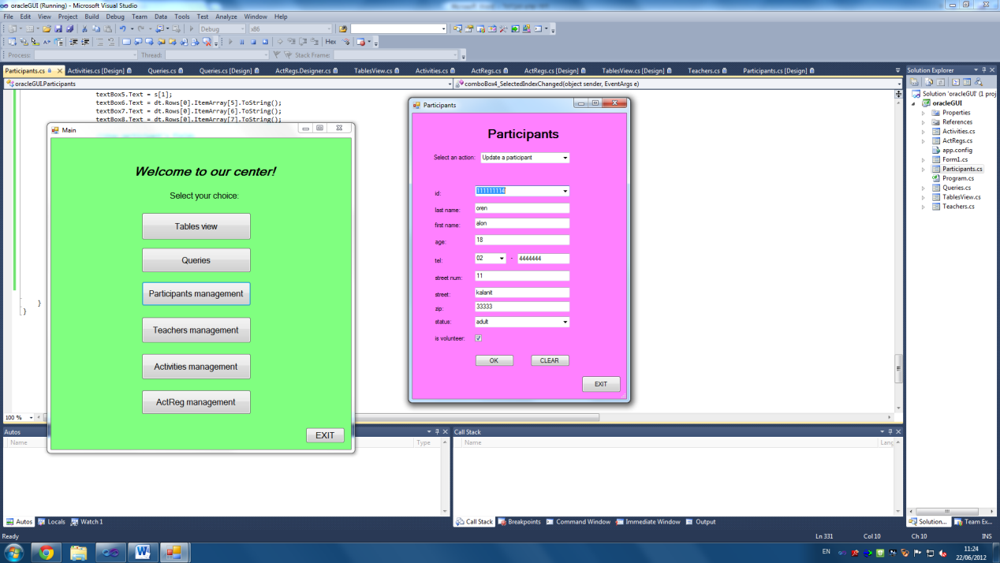 oracleGUI (Running) - Microsoft Visual Studio
File Edit View Project Build Debug Team Data Tools Test Analyze Window Help
Debug x86
Hex
Process: Thread: Stack Frame:
Participants.cs Activities.cs [Design] Queries.cs Queries.cs [Design] ActRegs.Designer.cs TablesView.cs Activities.cs ActRegs.cs ActRegs.cs [Design] TablesView.cs [Design] Teachers.cs Participants.cs [Design]
oracleGUI.Participants comboBox4_SelectedIndexChanged(object sender, EventArgs e)
textBox5.Text = s[1];
textBox6.Text = dt.Rows[0].ItemArray[5].ToString();
textBox8.Text = dt.Rows[0].ItemArray[7].ToString();
}
}
100 %
Main
Welcome to our center!
Select your choice:
Tables view
Queries
Participants management
Teachers management
Activities management
ActReg management
EXIT
Participants
Participants
Select an action: Update a participant
id: 111111114
last name: oren
first name: alon
age: 18
tel: 02 - 4444444
street num: 11
street: kalanit
zip: 33333
status: adult
is volunteer:
OK CLEAR
EXIT
Solution Explorer
Solution 'oracleGUI' (1 proj
oracleGUI
Properties
References
Activities.cs
ActRegs.cs
app.config
Form1.cs
Participants.cs
Program.cs
Queries.cs
TablesView.cs
Teachers.cs
Autos
Name Type
Call Stack
Name Lang
Autos Locals Watch 1
Call Stack Breakpoints Command Window Immediate Window Output
Solution... Team Ex...
Ready Ln 331 Col 10 Ch 10 INS
EN 11:24
22/06/2012